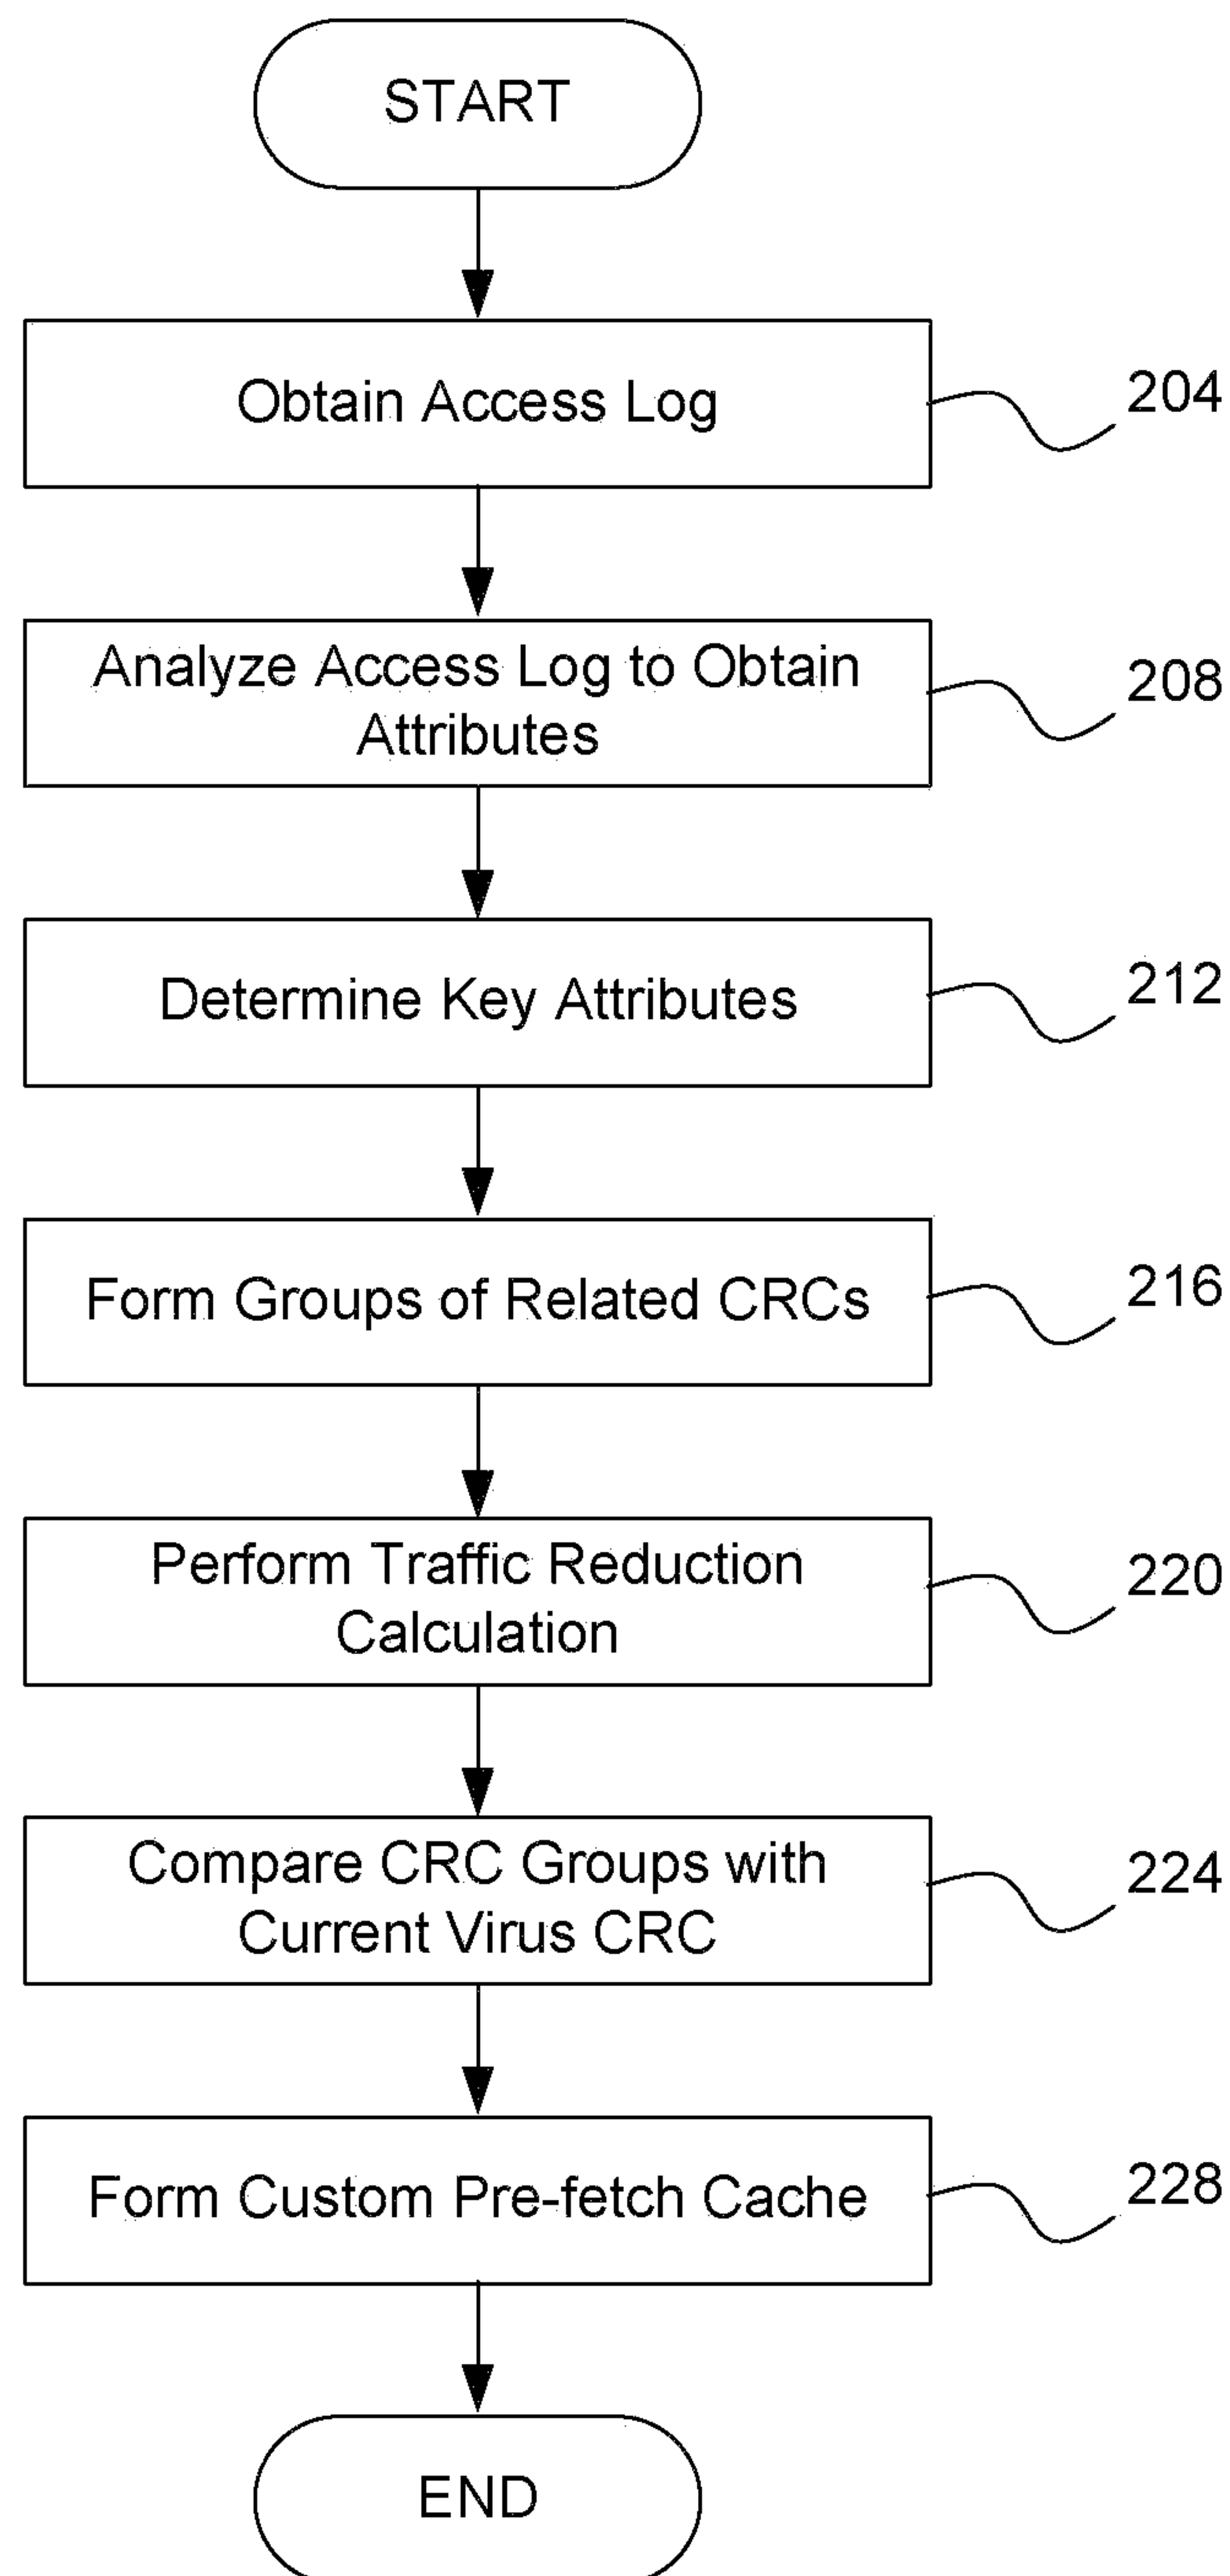 START
Obtain Access Log
204
Analyze Access Log to Obtain
Attributes
208
Determine Key Attributes
212
Form Groups of Related CRCs
216
Perform Traffic Reduction
Calculation
220
Compare CRC Groups with
Current Virus CRC
224
Form Custom Pre-fetch Cache
228
END